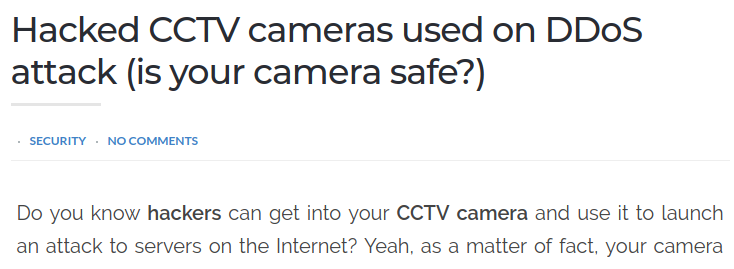 Hacked CCTV cameras used on DDoS
attack (is your camera safe?)
· SECURITY · NO COMMENTS
Do you know hackers can get into your CCTV camera and use it to launch
an attack to servers on the Internet? Yeah, as a matter of fact, your camera